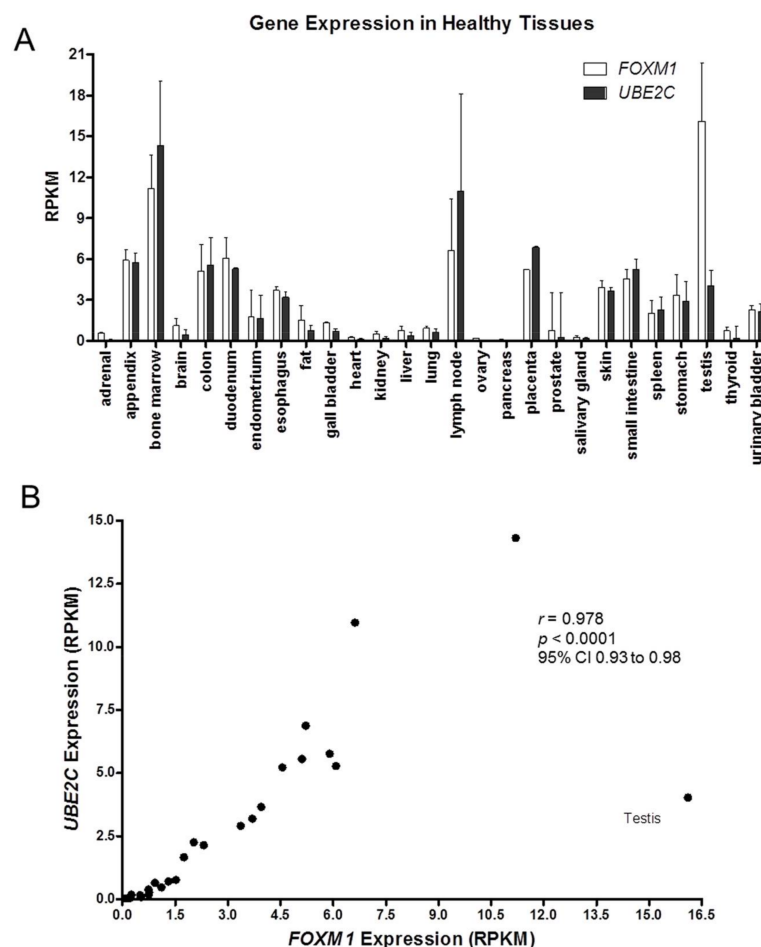 A
Gene Expression in Healthy Tissues
FOXM1
UBE2C
RPKM
21
18
15
12
9
6
3
0
adrenal
appendix
bone marrow
brain
colon
duodenum
endometrium
esophagus
fat
gall bladder
heart
kidney
liver
lung
lymph node
ovary
pancreas
placenta
prostate
salivary gland
skin
small intestine
spleen
stomach
testis
thyroid
urinary bladder
B
UBE2C Expression (RPKM)
15.0
12.5
10.0
7.5
5.0
2.5
0.0
r = 0.978
p < 0.0001
95% CI 0.93 to 0.98
Testis
0.0 1.5 3.0 4.5 6.0 7.5 9.0 10.5 12.0 13.5 15.0 16.5
FOXM1 Expression (RPKM)